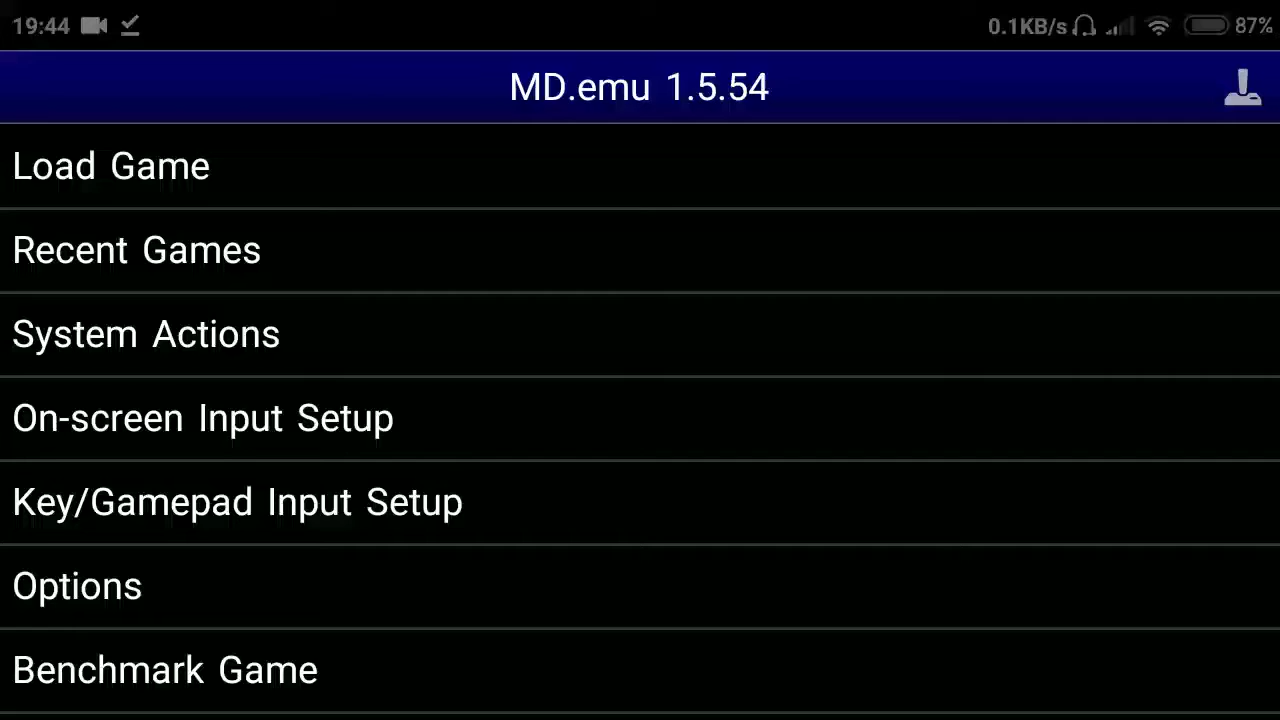 19:44 0.1KB/s 87%
MD.emu 1.5.54
Load Game
Recent Games
System Actions
On-screen Input Setup
Key/Gamepad Input Setup
Options
Benchmark Game